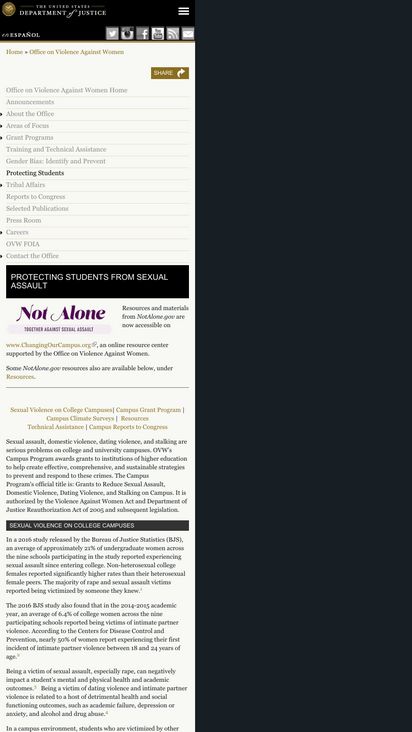 THE UNITED STATES
DEPARTMENT of JUSTICE
en ESPAÑOL
Home » Office on Violence Against Women
SHARE
Office on Violence Against Women Home
Announcements
About the Office
Areas of Focus
Grant Programs
Training and Technical Assistance
Gender Bias: Identify and Prevent
Protecting Students
Tribal Affairs
Reports to Congress
Selected Publications
Press Room
Careers
OVW FOIA
Contact the Office
PROTECTING STUDENTS FROM SEXUAL
ASSAULT
Not Alone
TOGETHER AGAINST SEXUAL ASSAULT
Resources and materials
from NotAlone.gov are
now accessible on
www.ChangingOurCampus.org, an online resource center
supported by the Office on Violence Against Women.
Some NotAlone.gov resources also are available below, under
Resources.
Sexual Violence on College Campuses| Campus Grant Program |
Campus Climate Surveys | Resources
Technical Assistance | Campus Reports to Congress
Sexual assault, domestic violence, dating violence, and stalking are
serious problems on college and university campuses. OVW's
Campus Program awards grants to institutions of higher education
to help create effective, comprehensive, and sustainable strategies
to prevent and respond to these crimes. The Campus
Program's official title is: Grants to Reduce Sexual Assault,
Domestic Violence, Dating Violence, and Stalking on Campus. It is
authorized by the Violence Against Women Act and Department of
Justice Reauthorization Act of 2005 and subsequent legislation.
SEXUAL VIOLENCE ON COLLEGE CAMPUSES
In a 2016 study released by the Bureau of Justice Statistics (BJS),
an average of approximately 21% of undergraduate women across
the nine schools participating in the study reported experiencing
sexual assault since entering college. Non-heterosexual college
females reported significantly higher rates than their heterosexual
female peers. The majority of rape and sexual assault victims
reported being victimized by someone they knew.¹
The 2016 BJS study also found that in the 2014-2015 academic
year, an average of 6.4% of college women across the nine
participating schools reported being victims of intimate partner
violence. According to the Centers for Disease Control and
Prevention, nearly 50% of women report experiencing their first
incident of intimate partner violence between 18 and 24 years of
age.²
Being a victim of sexual assault, especially rape, can negatively
impact a student's mental and physical health and academic
outcomes.³ Being a victim of dating violence and intimate partner
violence is related to a host of detrimental health and social
functioning outcomes, such as academic failure, depression or
anxiety, and alcohol and drug abuse.⁴
In a campus environment, students who are victimized by other